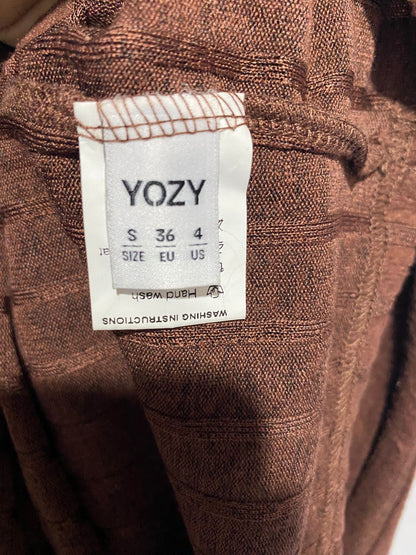 YOZY
S 36 4
SIZE EU US
Hand wash
WASHING INSTRUCTIONS